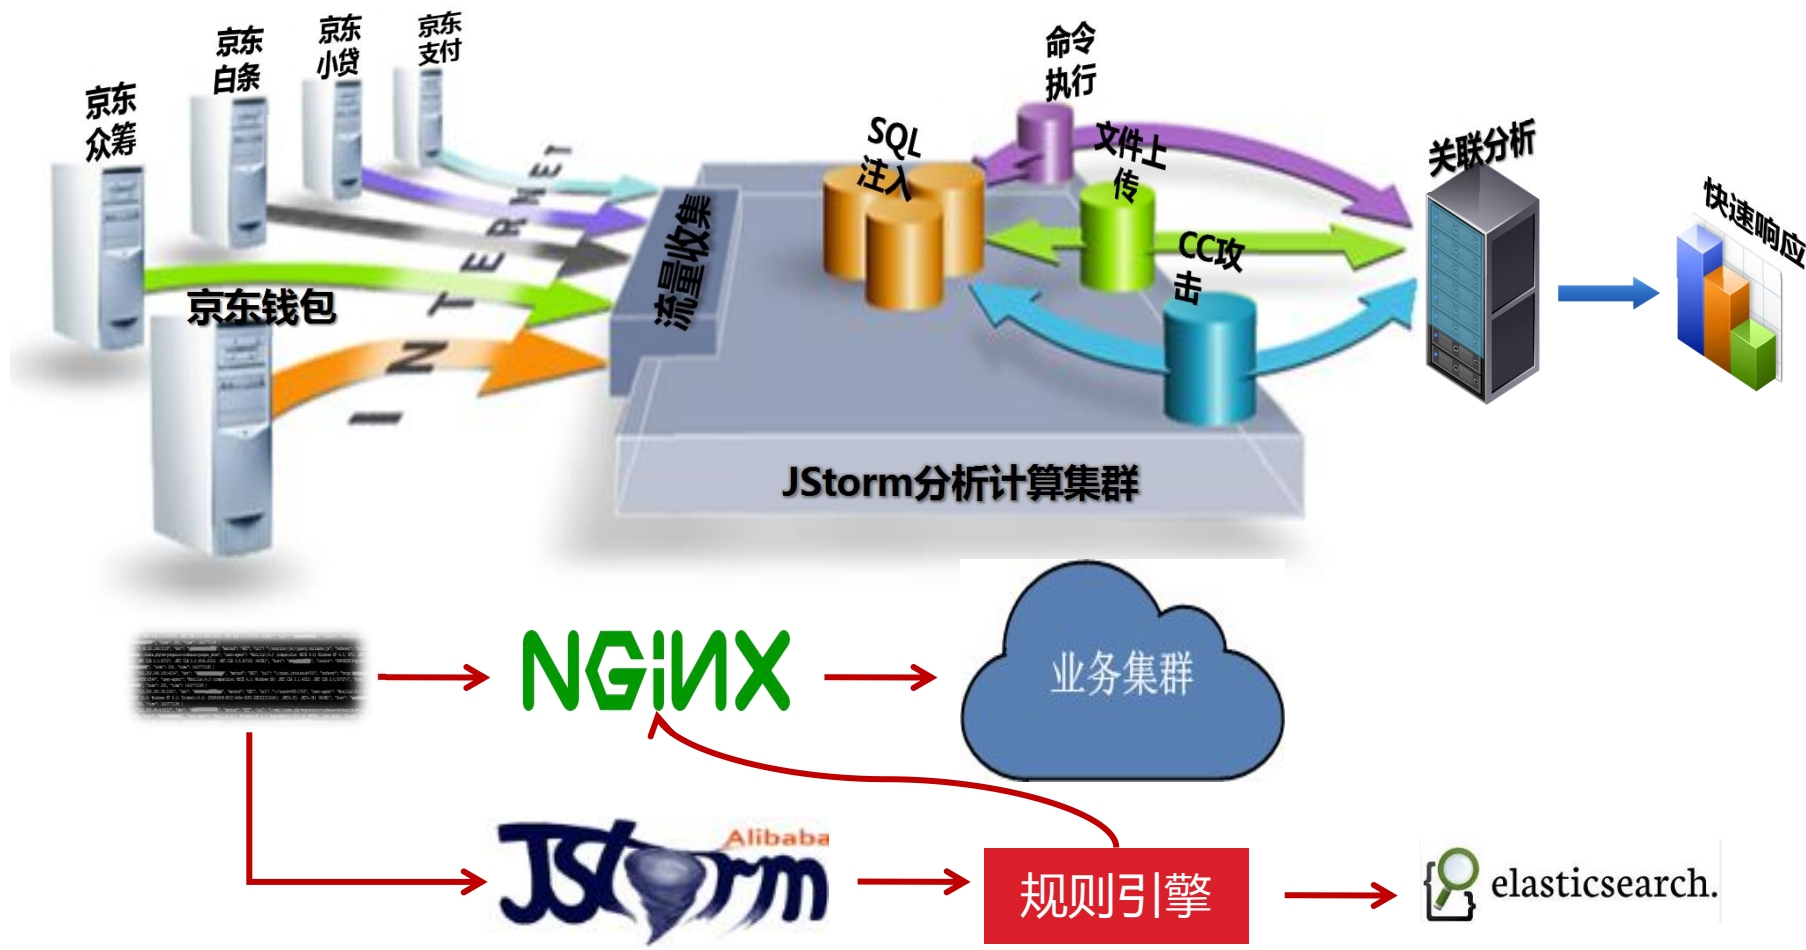 京东
众筹
京东
白条
京东
小贷
京东
支付
京东钱包
INTERNET
流量收集
SQL
注入
命令
执行
文件上
传
CC攻
击
关联分析
快速响应
JStorm分析计算集群
NGINX
业务集群
JStorm
Alibaba
规则引擎
elasticsearch.